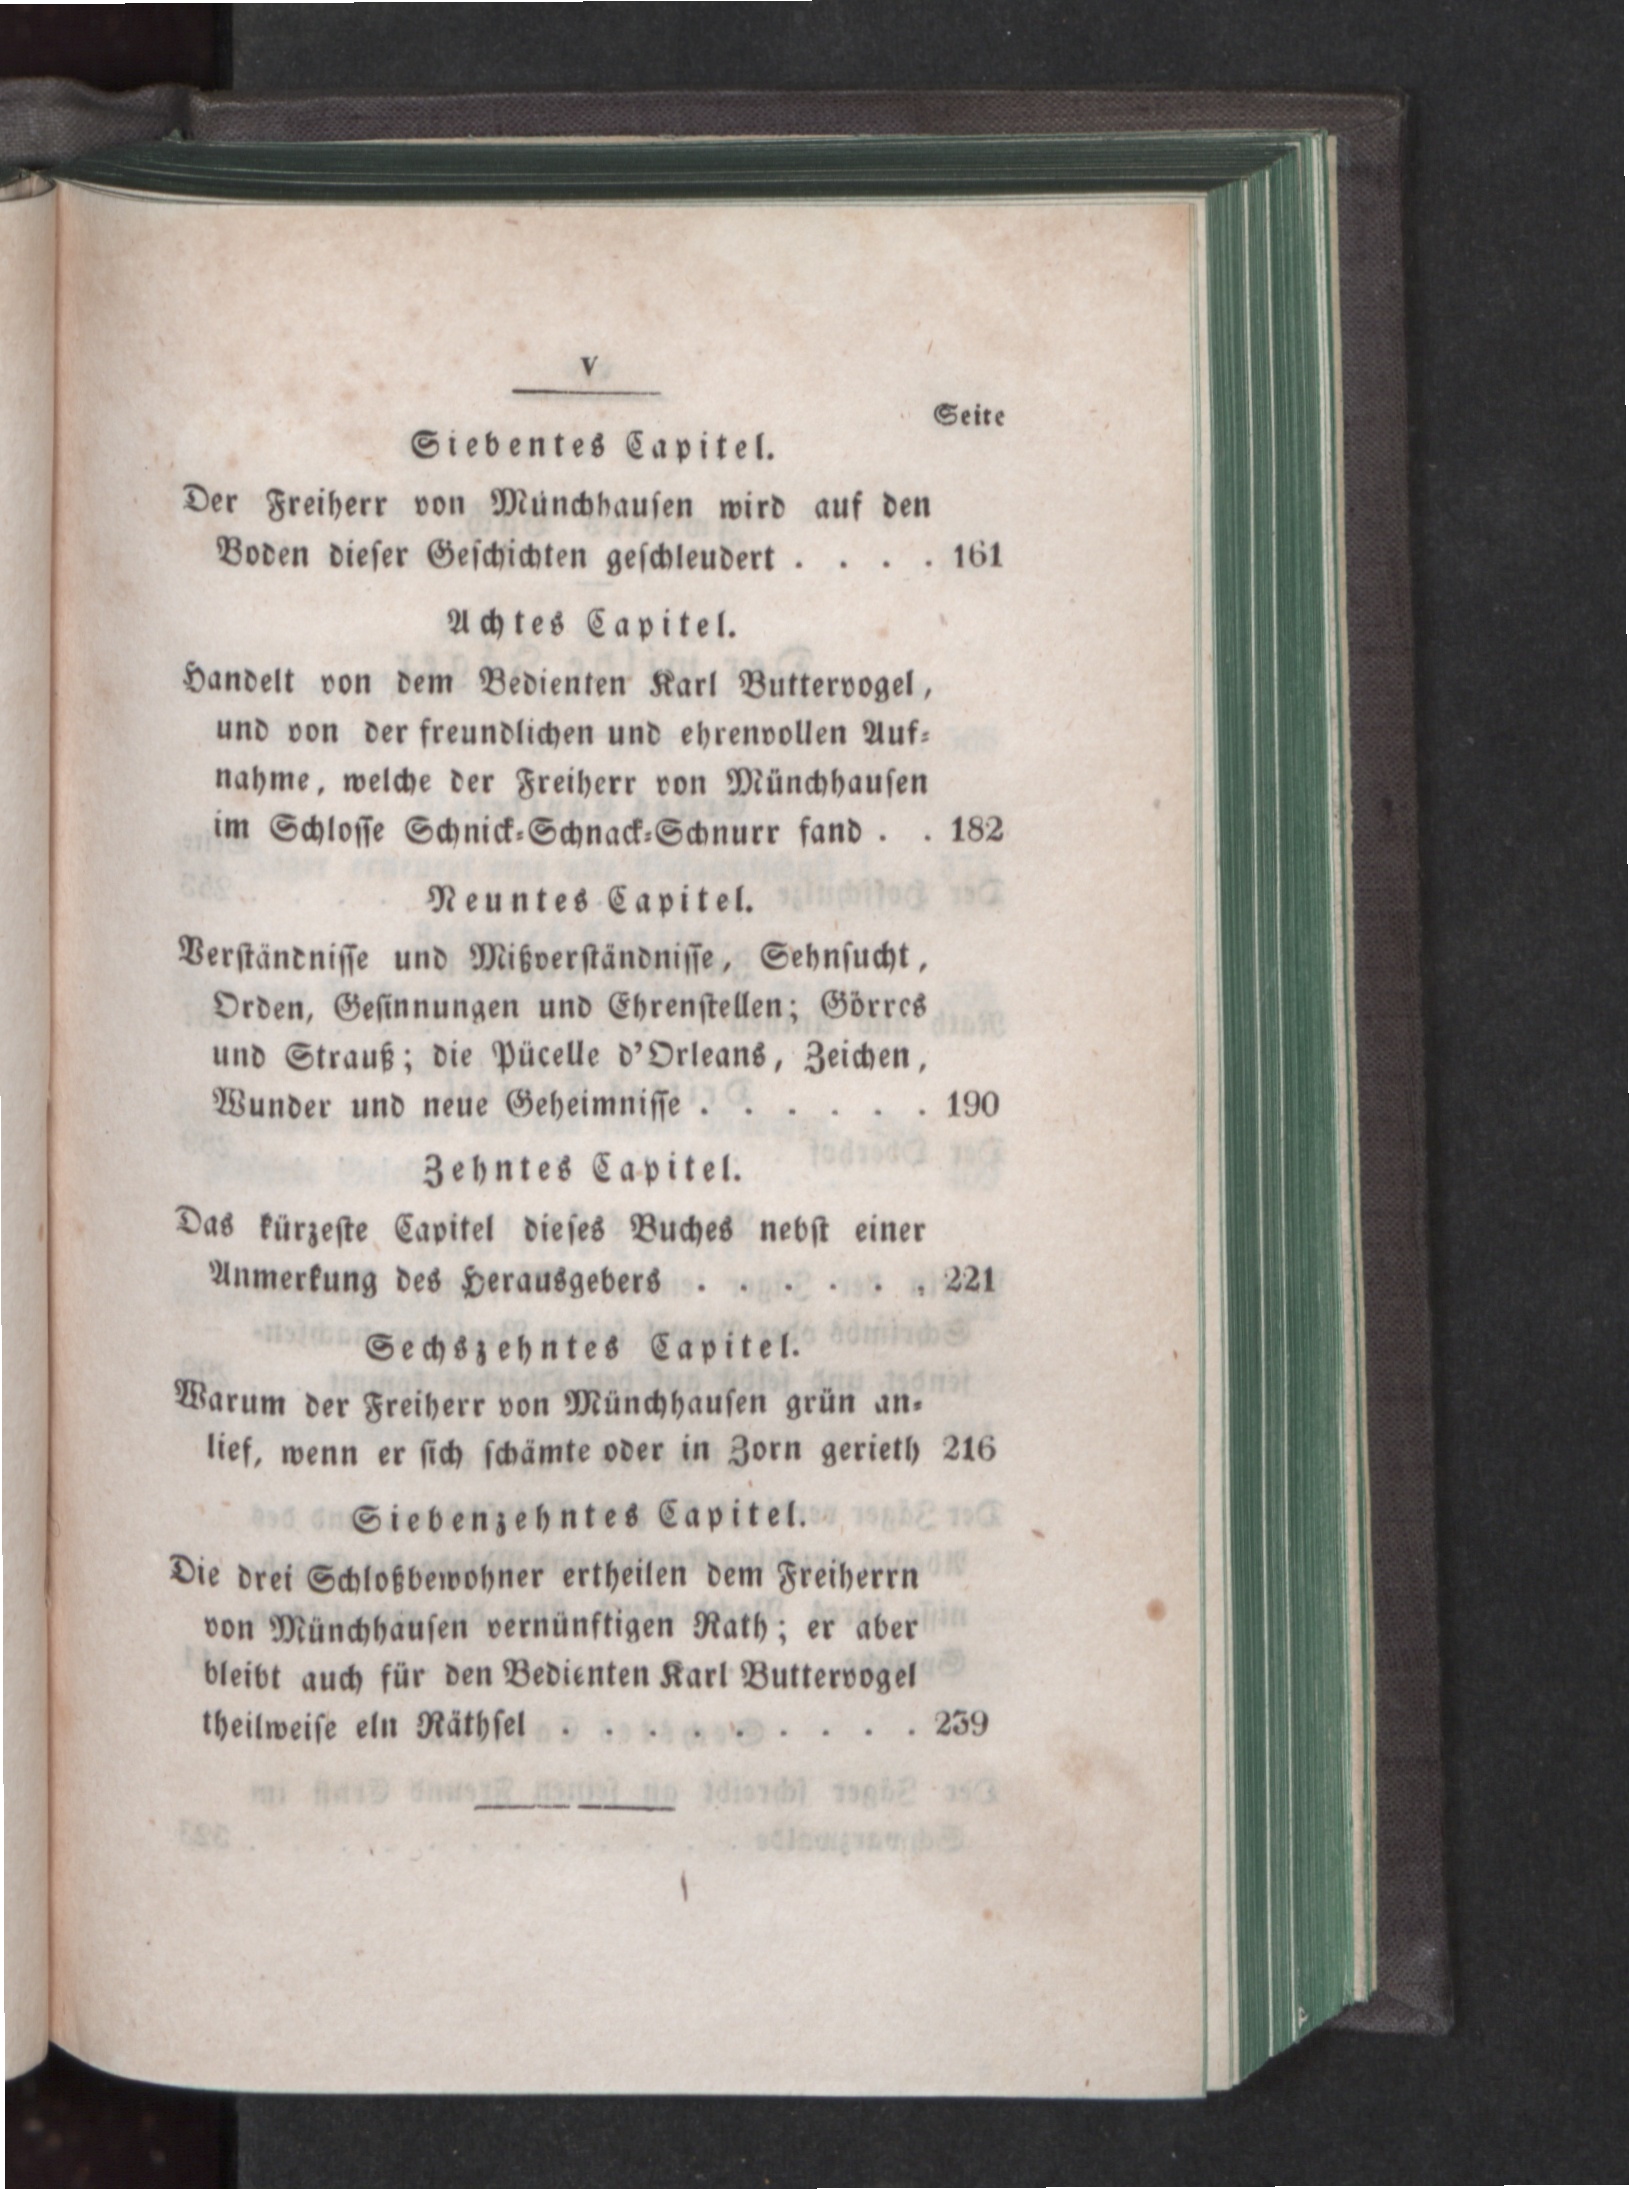 V
Seite
Siebentes Capitel.
Der Freiherr von Münchhauſen wird auf den
Boden dieſer Geſchichten geſchleudert . . . . 161
Achtes Capitel.
Handelt von dem Bedienten Karl Buttervogel,
und von der freundlichen und ehrenvollen Auf-
nahme, welche der Freiherr von Münchhauſen
im Schloſſe Schnick-Schnack-Schnurr fand . . 182
Neuntes Capitel.
Verſtändniſſe und Mißverſtändniſſe, Sehnſucht,
Orden, Geſinnungen und Ehrenſtellen; Görres
und Strauß; die Pücelle d'Orleans, Zeichen,
Wunder und neue Geheimniſſe . . . . . . 190
Zehntes Capitel.
Das kürzeſte Capitel dieſes Buches nebſt einer
Anmerkung des Herausgebers . . . . . . 221
Sechszehntes Capitel.
Warum der Freiherr von Münchhauſen grün an-
lief, wenn er ſich ſchämte oder in Zorn gerieth 216
Siebenzehntes Capitel.
Die drei Schloßbewohner ertheilen dem Freiherrn
von Münchhauſen vernünftigen Rath; er aber
bleibt auch für den Bedienten Karl Buttervogel
theilweiſe eln Räthſel . . . . . . . . . 239